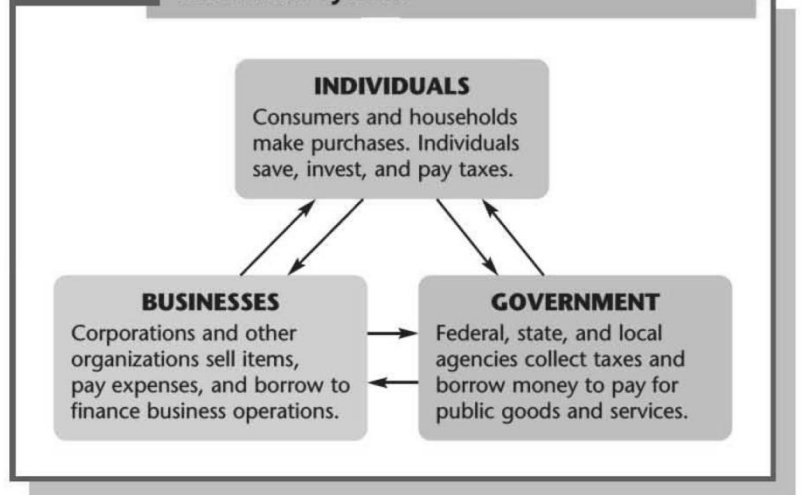 INDIVIDUALS
Consumers and households
make purchases. Individuals
save, invest, and pay taxes.
BUSINESSES
Corporations and other
organizations sell items,
pay expenses, and borrow to
finance business operations.
GOVERNMENT
Federal, state, and local
agencies collect taxes and
borrow money to pay for
public goods and services.